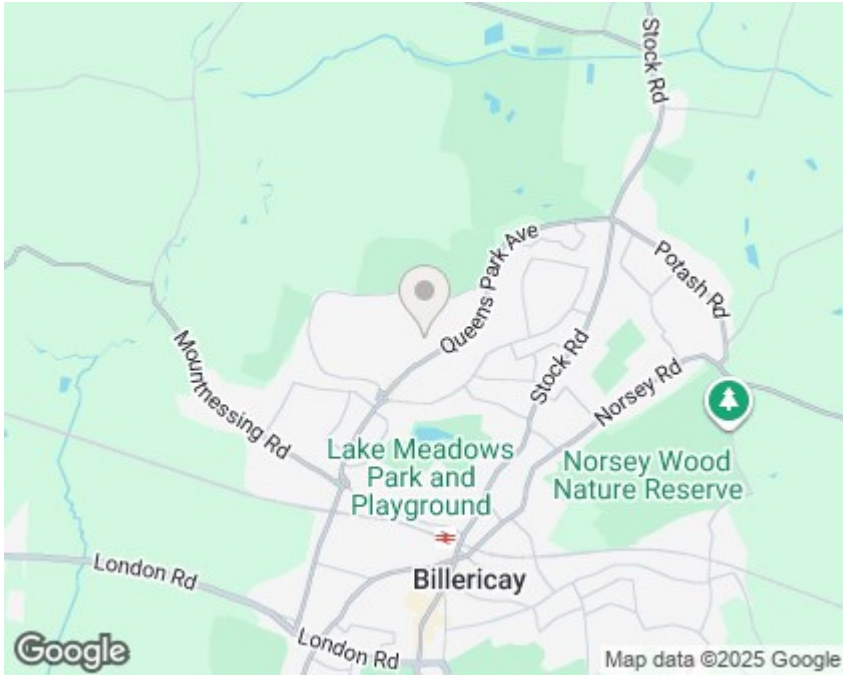 Stock Rd
Queens Park Ave
Potash Rd
Mountnessing Rd
Stock Rd
Norsey Rd
Lake Meadows
Park and
Playground
Norsey Wood
Nature Reserve
London Rd
Billericay
London Rd
Google
Map data ©2025 Google